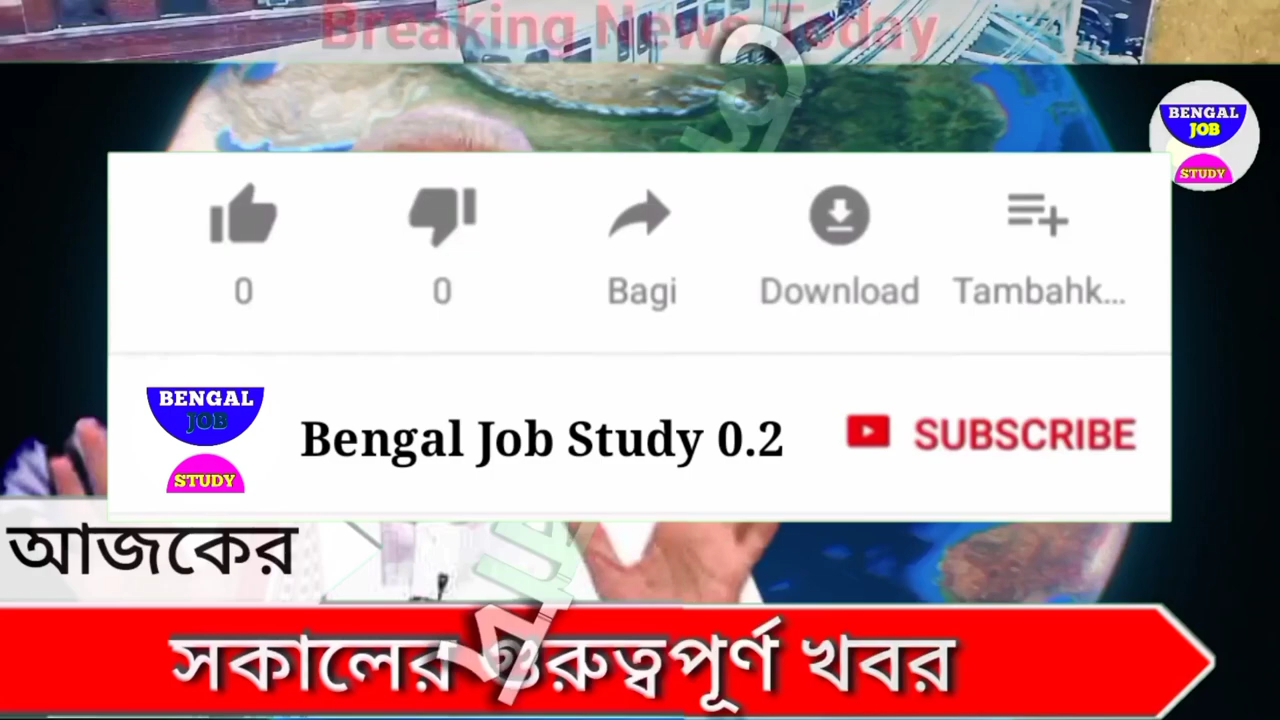 Breaking News Today
BENGAL
JOB
STUDY
0
0
Bagi
Download
Tambahk...
BENGAL
JOB
STUDY
Bengal Job Study 0.2
SUBSCRIBE
আজকের
সকালের গুরুত্বপূর্ণ খবর